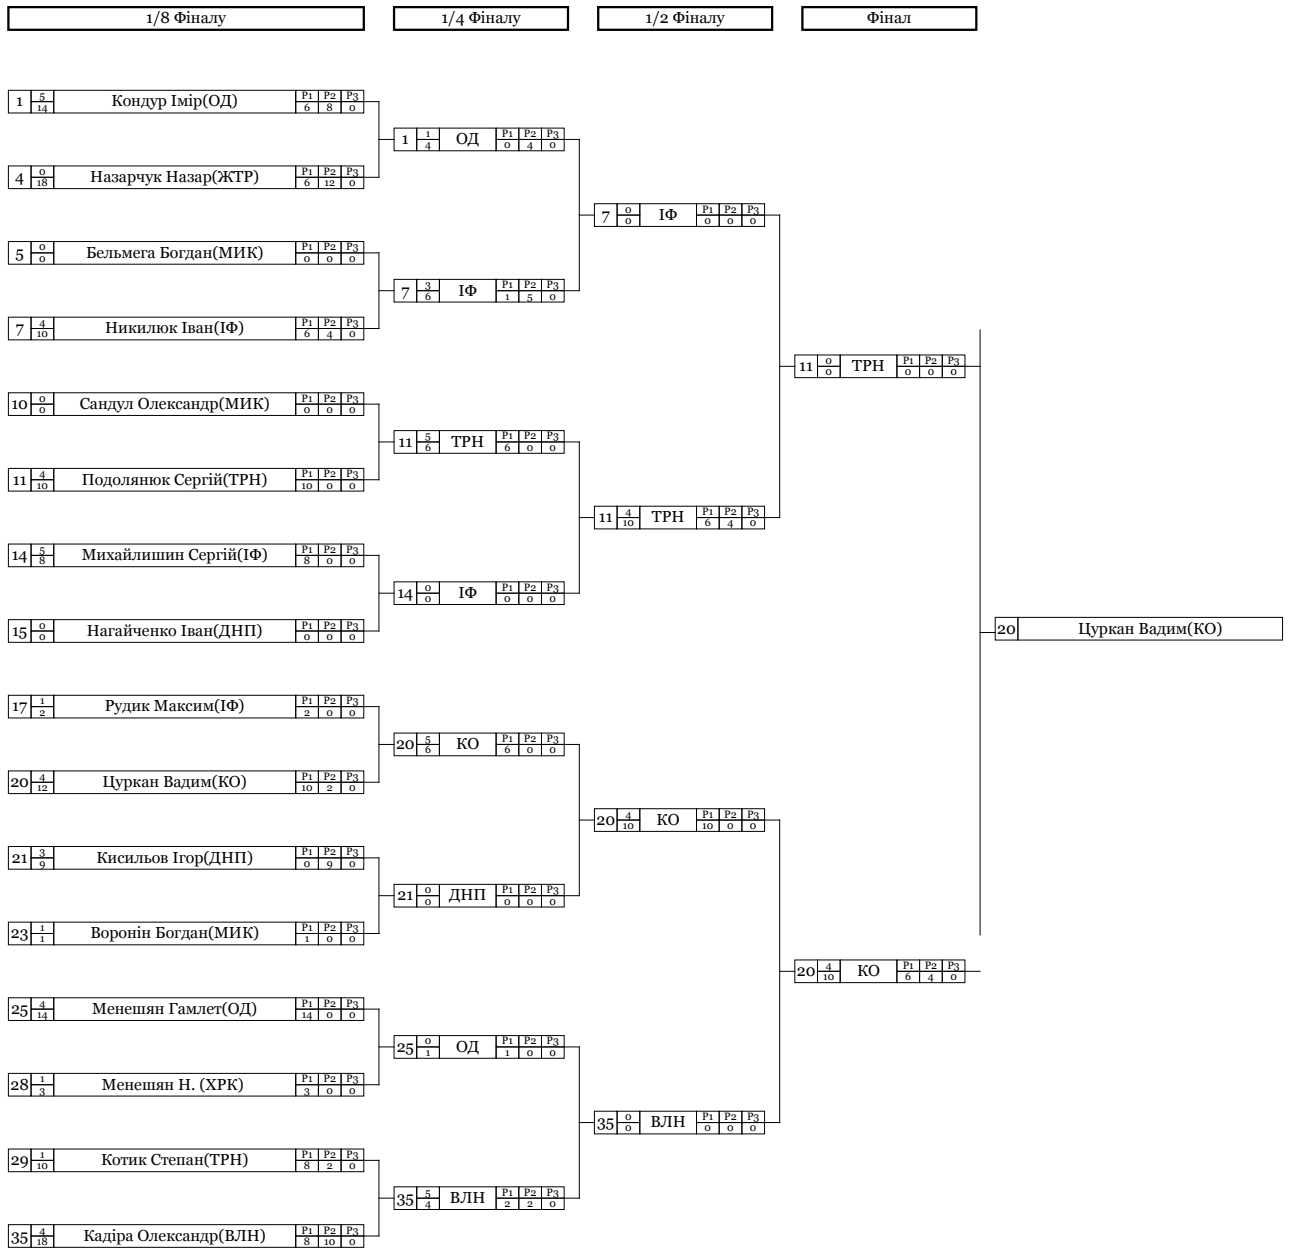 1/8 Фіналу 1/4 Фіналу 1/2 Фіналу Фінал
1 5 14 Кондур Імір(ОД) P1 P2 P3 6 8 0
1 1 4 ОД P1 P2 P3 0 4 0
4 0 18 Назарчук Назар(ЖТР) P1 P2 P3 6 12 0
7 0 0 ІФ P1 P2 P3 0 0 0
5 0 0 Бельмега Богдан(МИК) P1 P2 P3 0 0 0
7 3 6 ІФ P1 P2 P3 1 5 0
7 4 10 Никилюк Іван(ІФ) P1 P2 P3 6 4 0
11 0 0 ТРН P1 P2 P3 0 0 0
10 0 0 Сандул Олександр(МИК) P1 P2 P3 0 0 0
11 5 6 ТРН P1 P2 P3 6 0 0
11 4 10 Подолянюк Сергій(ТРН) P1 P2 P3 10 0 0
11 4 10 ТРН P1 P2 P3 6 4 0
14 5 8 Михайлишин Сергій(ІФ) P1 P2 P3 8 0 0
14 0 0 ІФ P1 P2 P3 0 0 0
15 0 0 Нагайченко Іван(ДНП) P1 P2 P3 0 0 0
20 Цуркан Вадим(КО)
17 1 2 Рудик Максим(ІФ) P1 P2 P3 2 0 0
20 5 6 КО P1 P2 P3 6 0 0
20 4 12 Цуркан Вадим(КО) P1 P2 P3 10 2 0
20 4 10 КО P1 P2 P3 10 0 0
21 3 9 Кисильов Ігор(ДНП) P1 P2 P3 0 9 0
21 0 0 ДНП P1 P2 P3 0 0 0
23 1 1 Воронін Богдан(МИК) P1 P2 P3 1 0 0
20 4 10 КО P1 P2 P3 6 4 0
25 4 14 Менешян Гамлет(ОД) P1 P2 P3 14 0 0
25 0 1 ОД P1 P2 P3 1 0 0
28 1 3 Менешян Н. (ХРК) P1 P2 P3 3 0 0
35 0 0 ВЛН P1 P2 P3 0 0 0
29 1 10 Котик Степан(ТРН) P1 P2 P3 8 2 0
35 5 4 ВЛН P1 P2 P3 2 2 0
35 4 18 Кадіра Олександр(ВЛН) P1 P2 P3 8 10 0